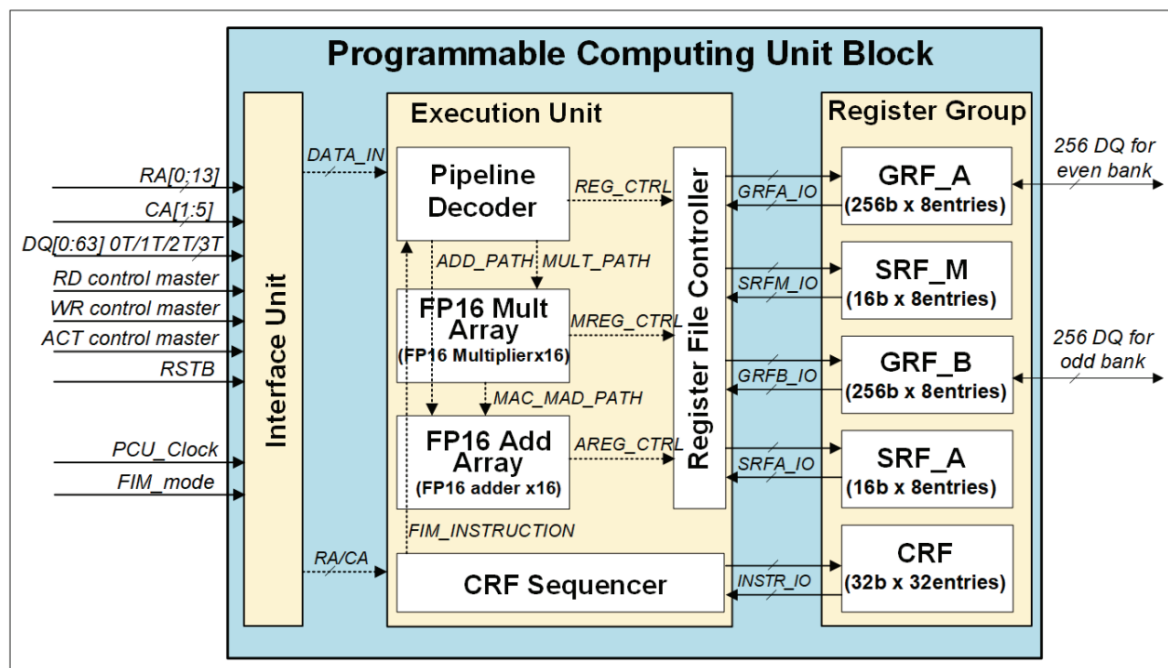 Programmable Computing Unit Block
RA[0:13]
CA[1:5]
DQ[0:63] 0T/1T/2T/3T
RD control master
WR control master
ACT control master
RSTB
PCU_Clock
FIM_mode
Interface Unit
DATA_IN
RA/CA
Execution Unit
Pipeline
Decoder
REG_CTRL
ADD_PATH
MULT_PATH
FP16 Mult
Array
(FP16 Multiplierx16)
MREG_CTRL
MAC_MAD_PATH
FP16 Add
Array
(FP16 adder x16)
AREG_CTRL
FIM_INSTRUCTION
CRF Sequencer
Register File Controller
GRFA_IO
SRFM_IO
GRFB_IO
SRFA_IO
INSTR_IO
Register Group
GRF_A
(256b x 8entries)
SRF_M
(16b x 8entries)
GRF_B
(256b x 8entries)
SRF_A
(16b x 8entries)
CRF
(32b x 32entries)
256 DQ for
even bank
256 DQ for
odd bank